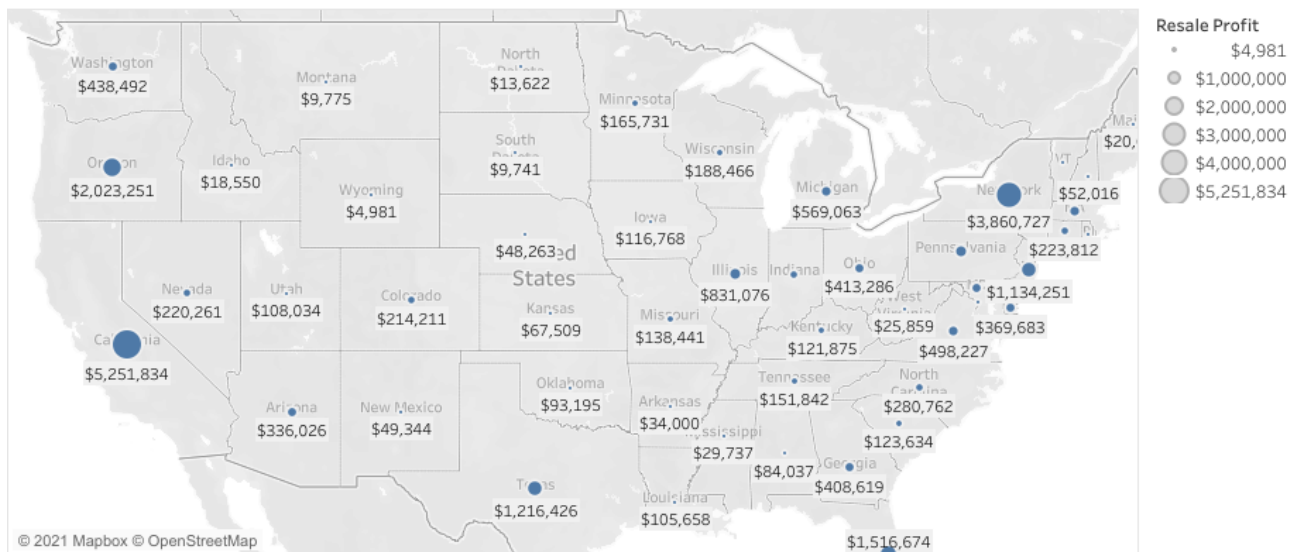 Resale Profit
$4,981
$1,000,000
$2,000,000
$3,000,000
$4,000,000
$5,251,834
Washington
$438,492
Montana
$9,775
North
$13,622
Minnesota
$165,731
$2,023,251
Idaho
$18,550
Wyoming
$4,981
South
$9,741
Wisconsin
$188,466
Michigan
$569,063
$3,860,727
VT
$52,016
Iowa
$116,768
$48,263
States
$223,812
Pennsylvania
Nevada
$220,261
Utah
$108,034
Colorado
$214,211
Kansas
$67,509
Missouri
$138,441
Illinois
$831,076
Indiana
Ohio
$413,286
West
$25,859
$1,134,251
$369,683
$498,227
Kentucky
$121,875
$5,251,834
Arizona
$336,026
New Mexico
$49,344
Oklahoma
$93,195
Arkansas
$34,000
Tennessee
$151,842
North
$280,762
$123,634
$29,737
$84,037
Georgia
$408,619
$1,216,426
Louisiana
$105,658
$1,516,674
© 2021 Mapbox © OpenStreetMap